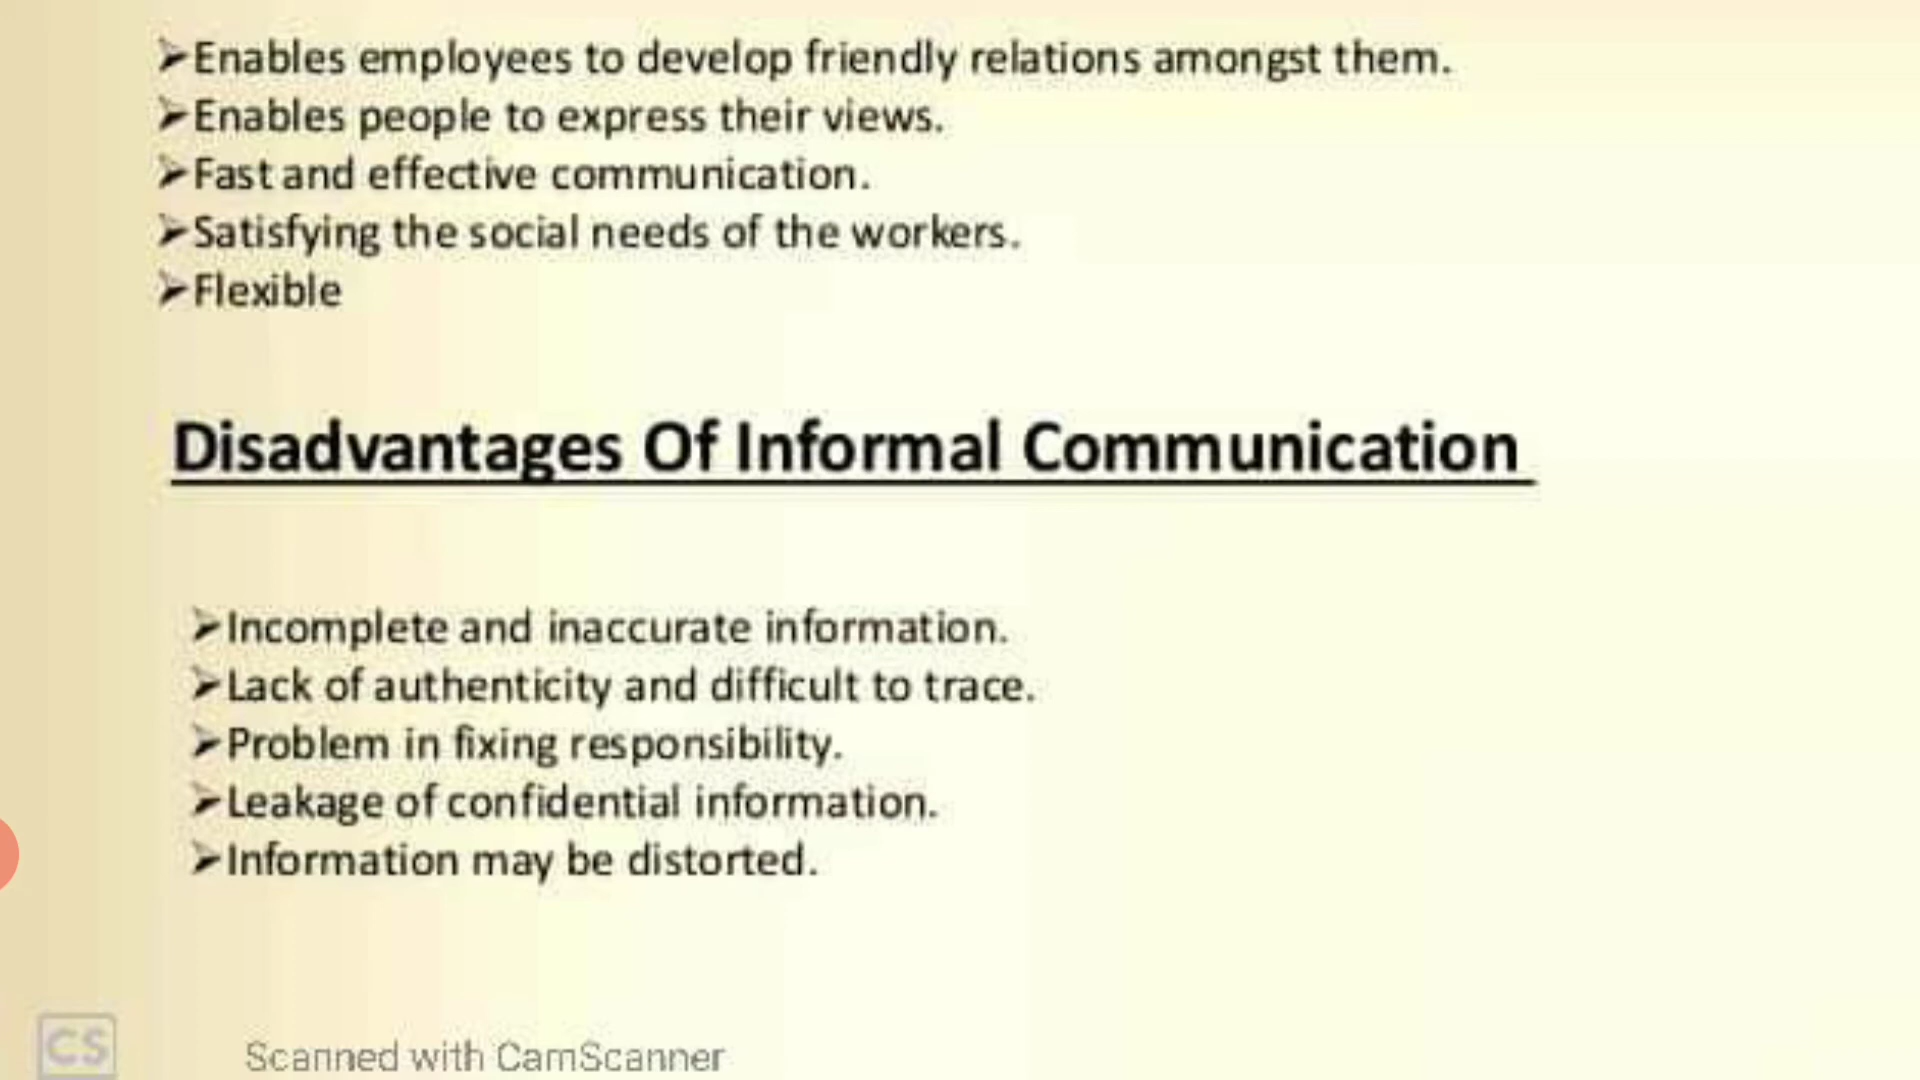 ➢Enables employees to develop friendly relations amongst them.
➢Enables people to express their views.
➢Fast and effective communication.
➢Satisfying the social needs of the workers.
➢Flexible
Disadvantages Of Informal Communication
➢Incomplete and inaccurate information.
➢Lack of authenticity and difficult to trace.
➢Problem in fixing responsibility.
➢Leakage of confidential information.
➢Information may be distorted.
CS Scanned with CamScanner